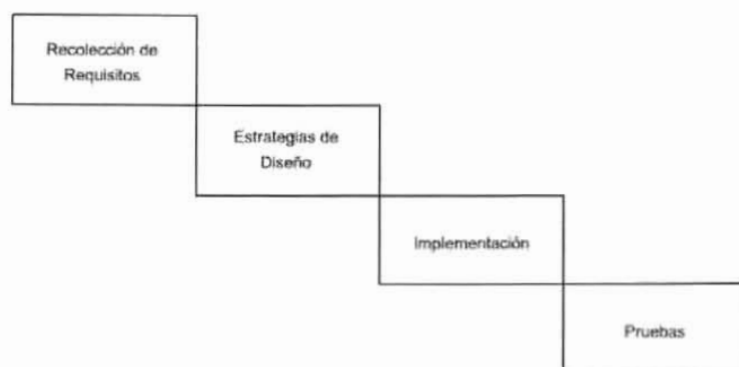 Recolección de
Requisitos
Estrategias de
Diseño
Implementación
Pruebas